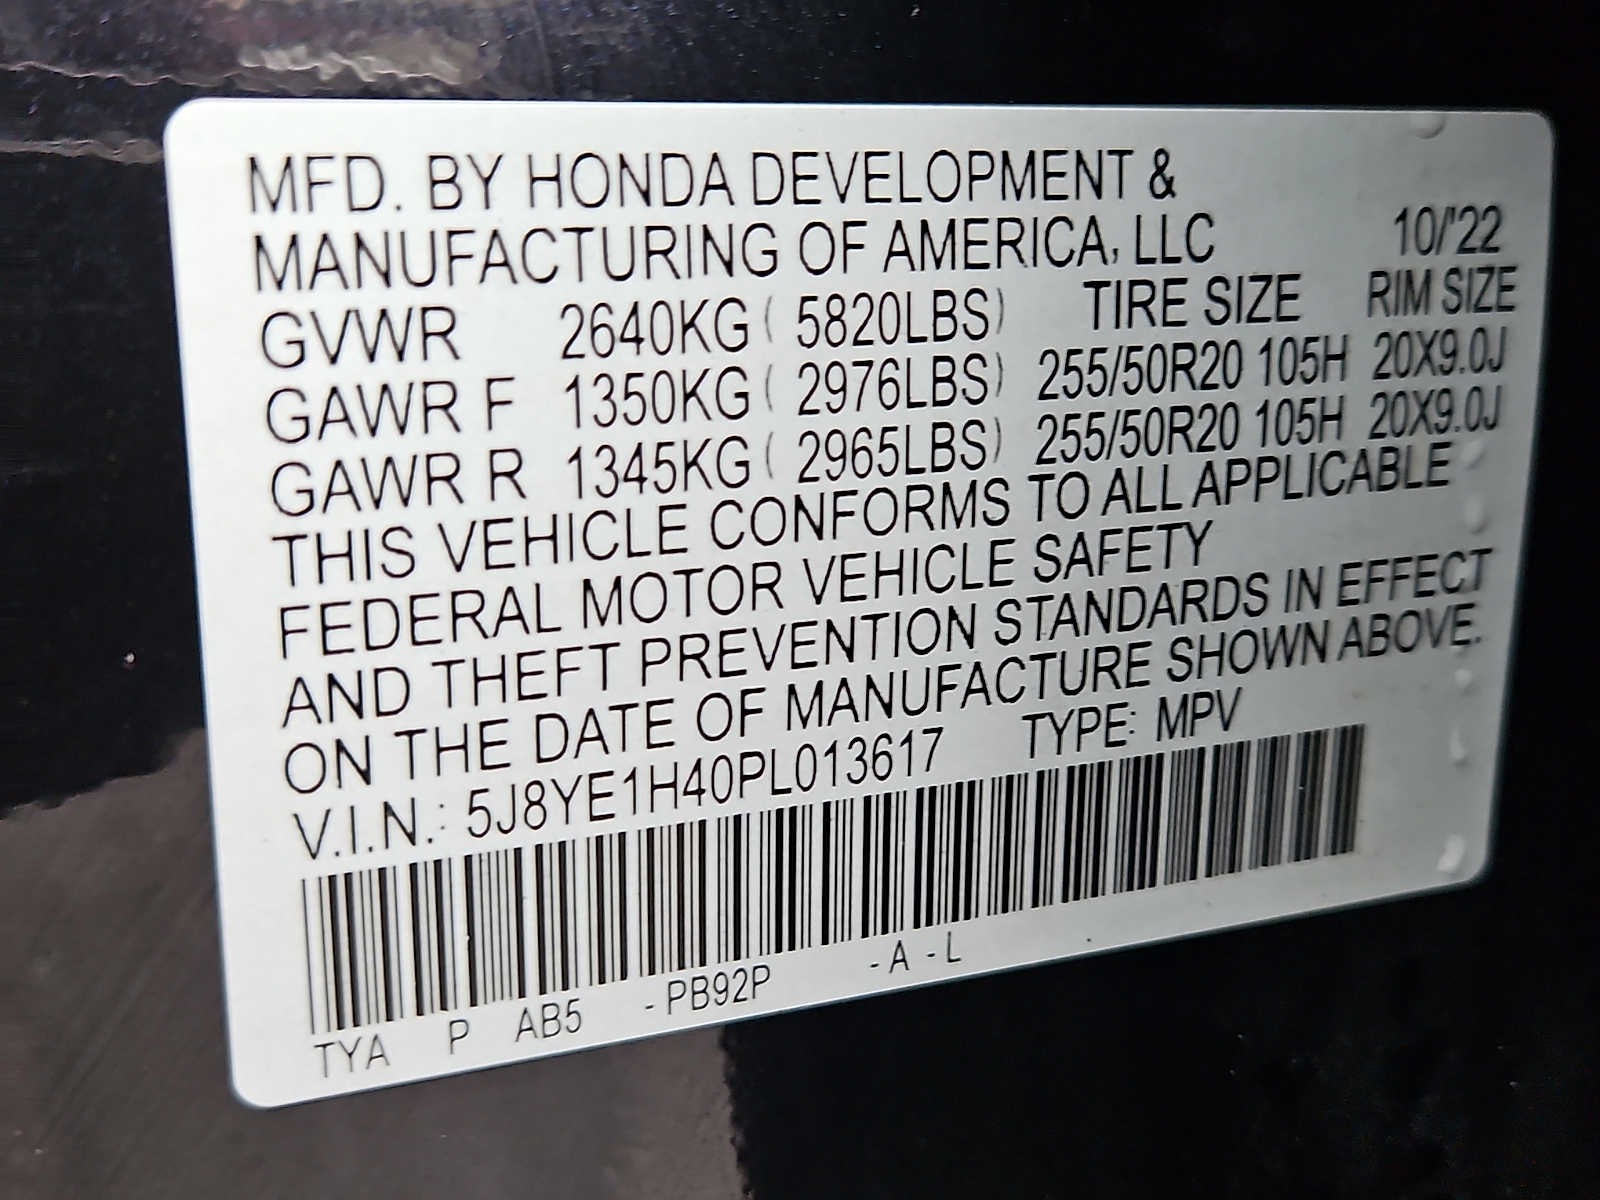 MFD. BY HONDA DEVELOPMENT &
MANUFACTURING OF AMERICA, LLC 10/'22
GVWR 2640KG ( 5820LBS) TIRE SIZE RIM SIZE
GAWR F 1350KG ( 2976LBS) 255/50R20 105H 20X9.0J
GAWR R 1345KG ( 2965LBS) 255/50R20 105H 20X9.0J
THIS VEHICLE CONFORMS TO ALL APPLICABLE
FEDERAL MOTOR VEHICLE SAFETY
AND THEFT PREVENTION STANDARDS IN EFFECT
ON THE DATE OF MANUFACTURE SHOWN ABOVE.
V.I.N.: 5J8YE1H40PL013617 TYPE: MPV
TYA P AB5 -PB92P -A -L